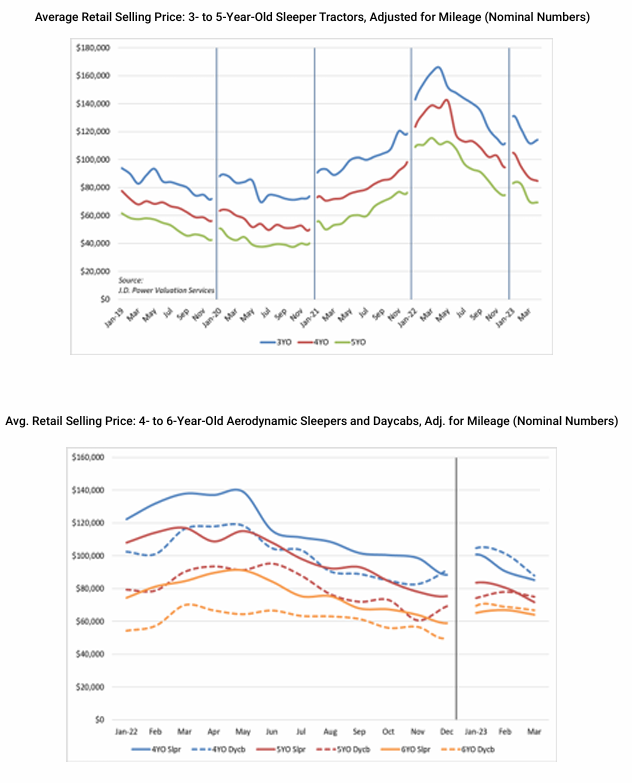 Average Retail Selling Price: 3- to 5-Year-Old Sleeper Tractors, Adjusted for Mileage (Nominal Numbers)
$180,000
$160,000
$140,000
$120,000
$100,000
$80,000
$60,000
$40,000
$20,000
$0
Source:
J.D. Power Valuation Services
Jan-19 Mar May Jul Sep Nov Jan-20 Mar May Jul Sep Nov Jan-21 Mar May Jul Sep Nov Jan-22 Mar May Jul Sep Nov Jan-23 Mar
3YO 4YO 5YO
Avg. Retail Selling Price: 4- to 6-Year-Old Aerodynamic Sleepers and Daycabs, Adj. for Mileage (Nominal Numbers)
$160,000
$140,000
$120,000
$100,000
$80,000
$60,000
$40,000
$20,000
$0
Jan-22 Feb Mar Apr May Jun Jul Aug Sep Oct Nov Dec Jan-23 Feb Mar
4YO Slpr 4YO Dycb 5YO Slpr 5YO Dycb 6YO Slpr 6YO Dycb